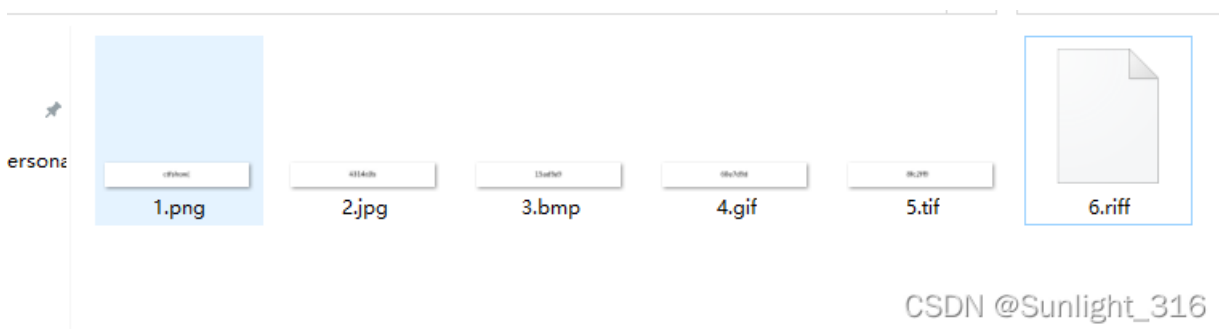 ersona
1.png
2.jpg
3.bmp
4.gif
5.tif
6.riff
CSDN @Sunlight_316